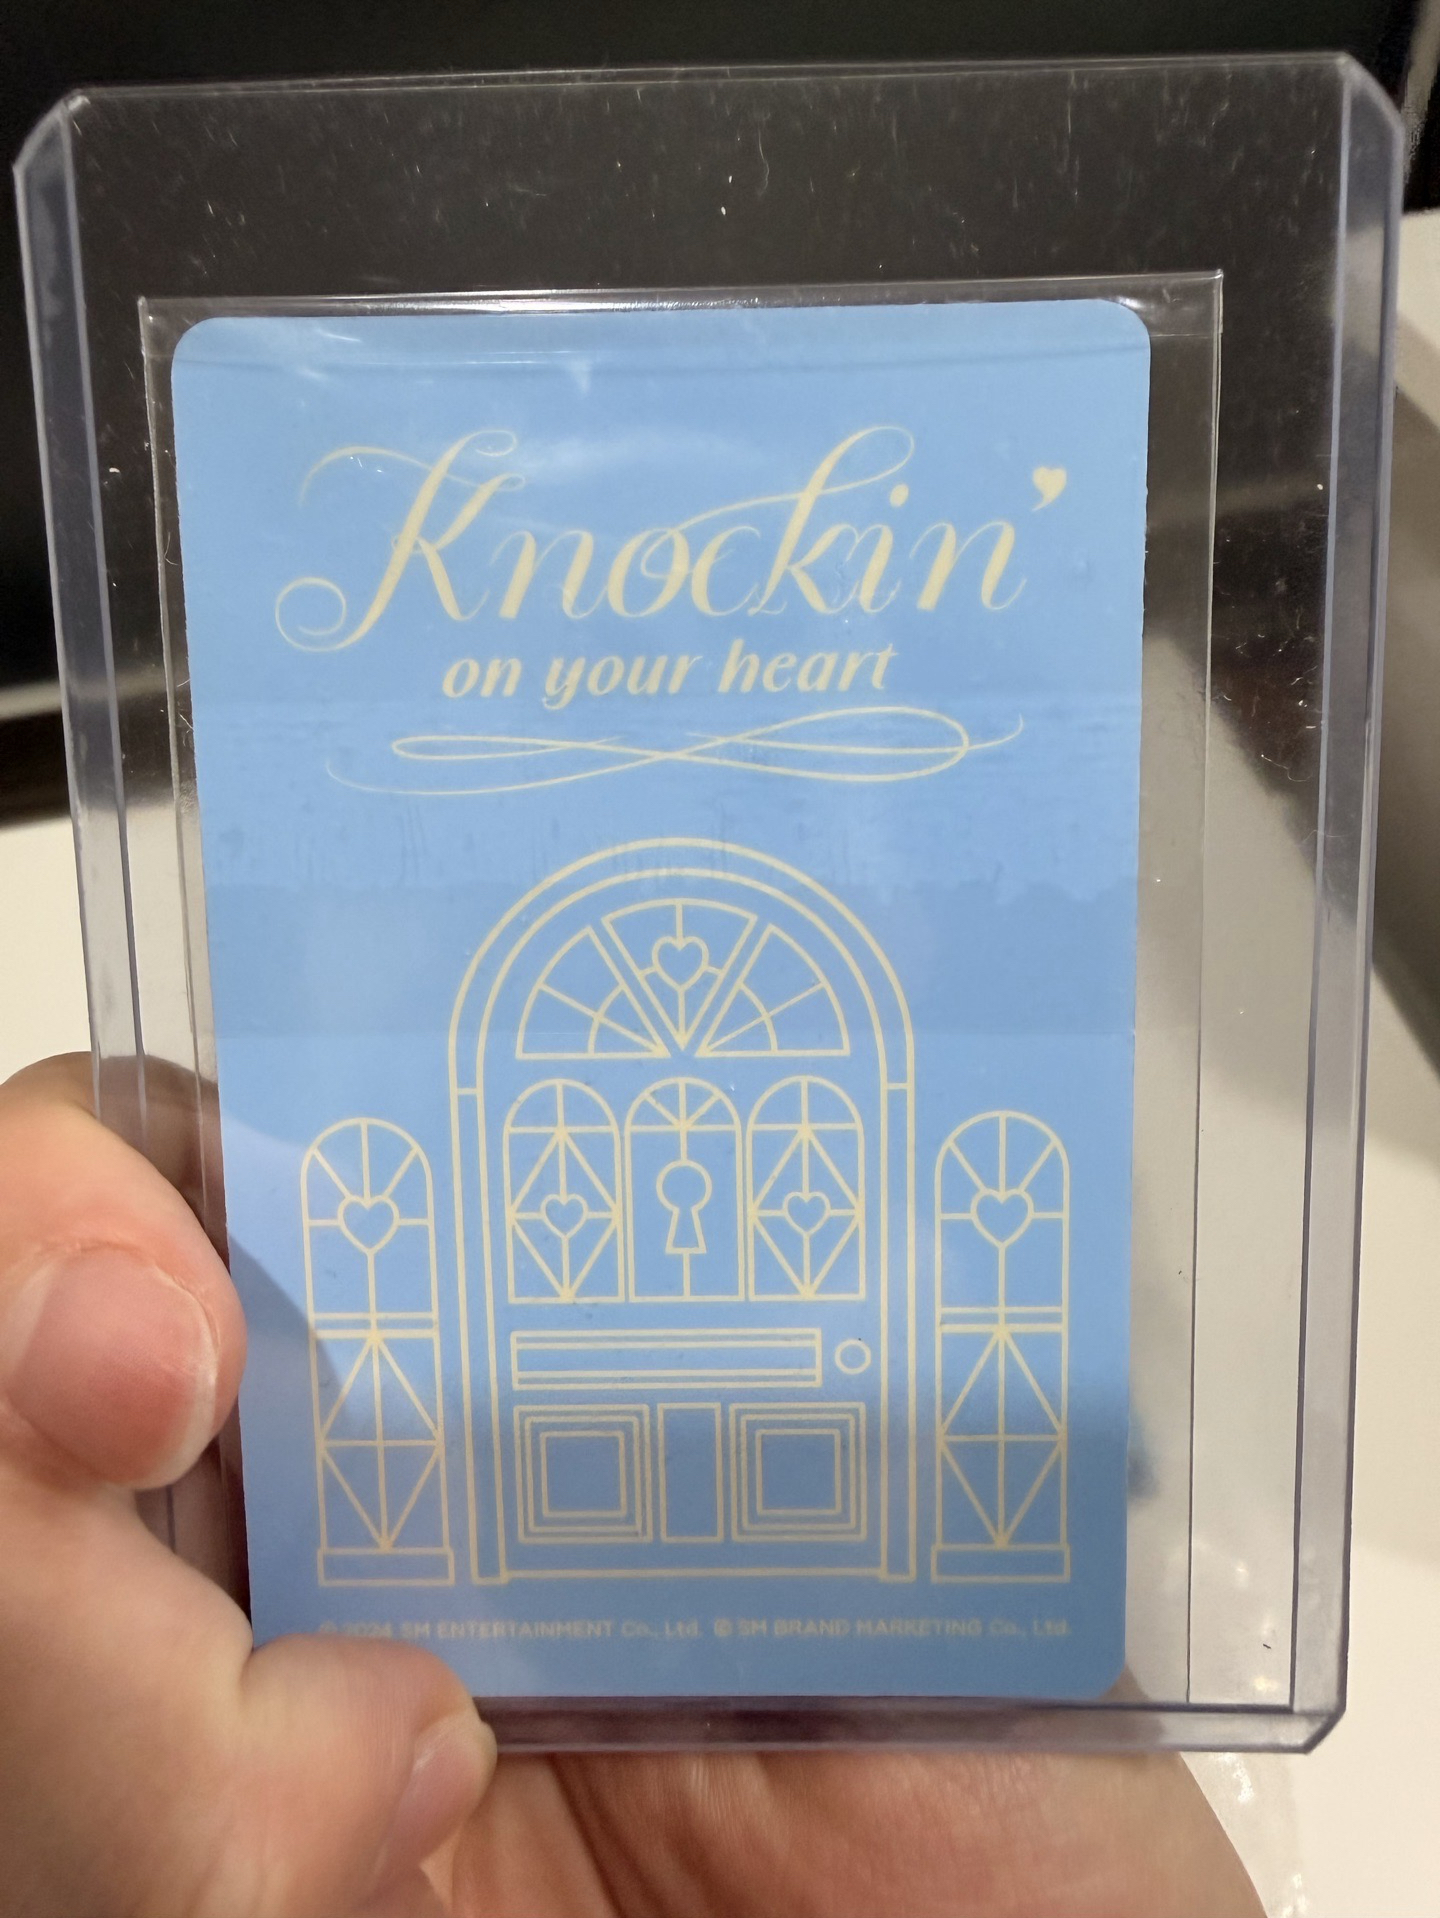 Knockin'
on your heart
© 2024 SM ENTERTAINMENT Co., Ltd. © SM BRAND MARKETING Co., Ltd.